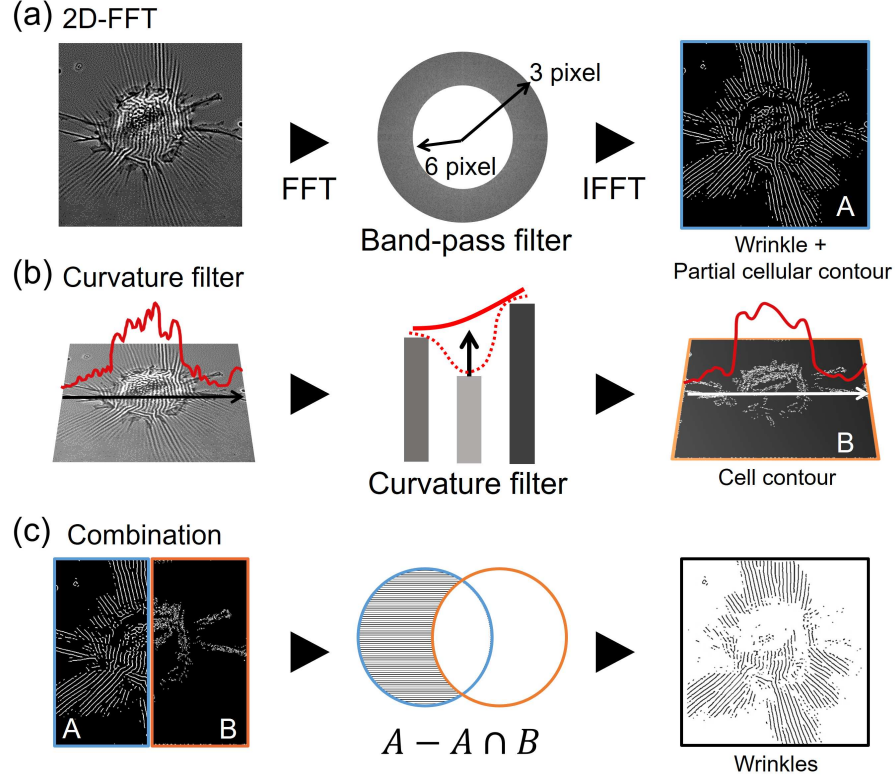 (a) 2D-FFT
3 pixel
6 pixel
FFT
IFFT
Band-pass filter
A
Wrinkle +
Partial cellular contour
(b) Curvature filter
B
Curvature filter
Cell contour
(c) Combination
A
B
A − A ∩ B
Wrinkles